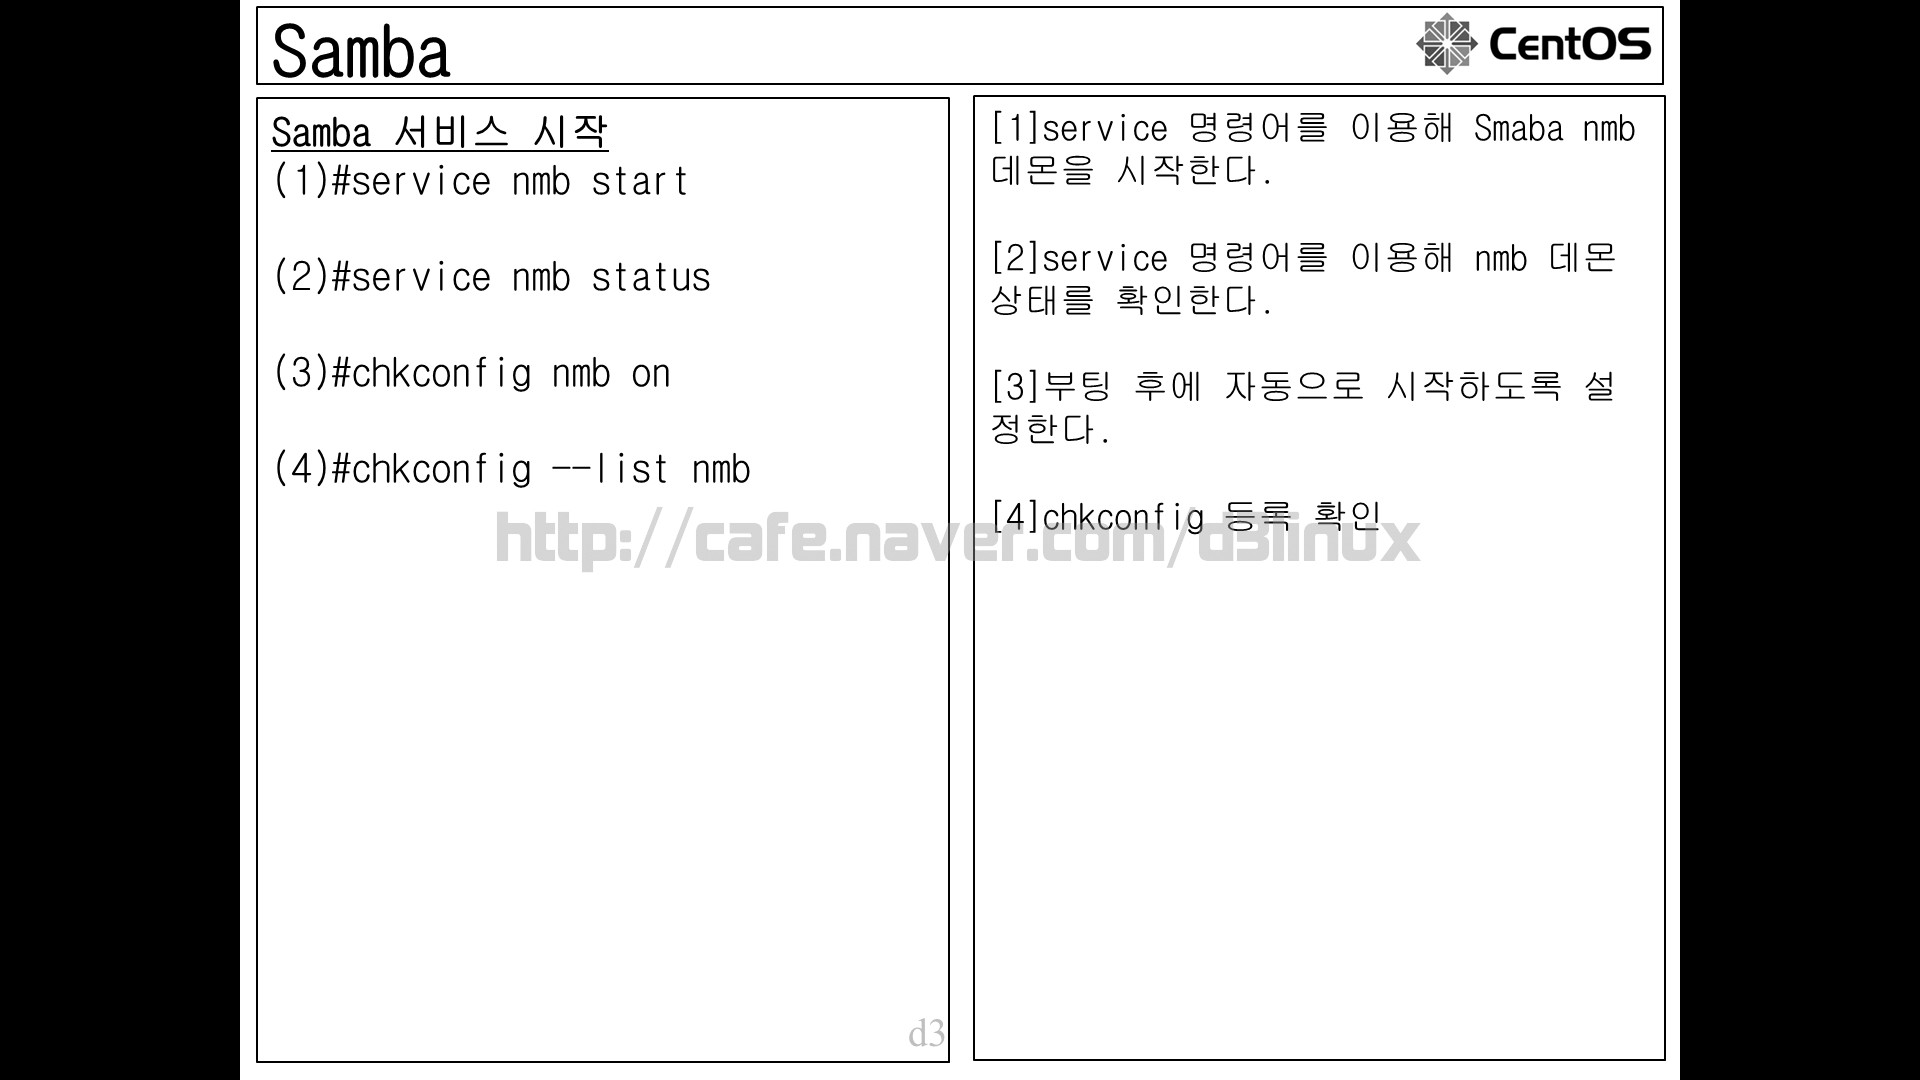 Samba
CentOS
Samba 서비스 시작
(1)#service nmb start
(2)#service nmb status
(3)#chkconfig nmb on
(4)#chkconfig --list nmb
[1]service 명령어를 이용해 Smaba nmb
데몬을 시작한다.
[2]service 명령어를 이용해 nmb 데몬
상태를 확인한다.
[3]부팅 후에 자동으로 시작하도록 설
정한다.
[4]chkconfig 등록 확인
http://cafe.naver.com/d3linux
d3